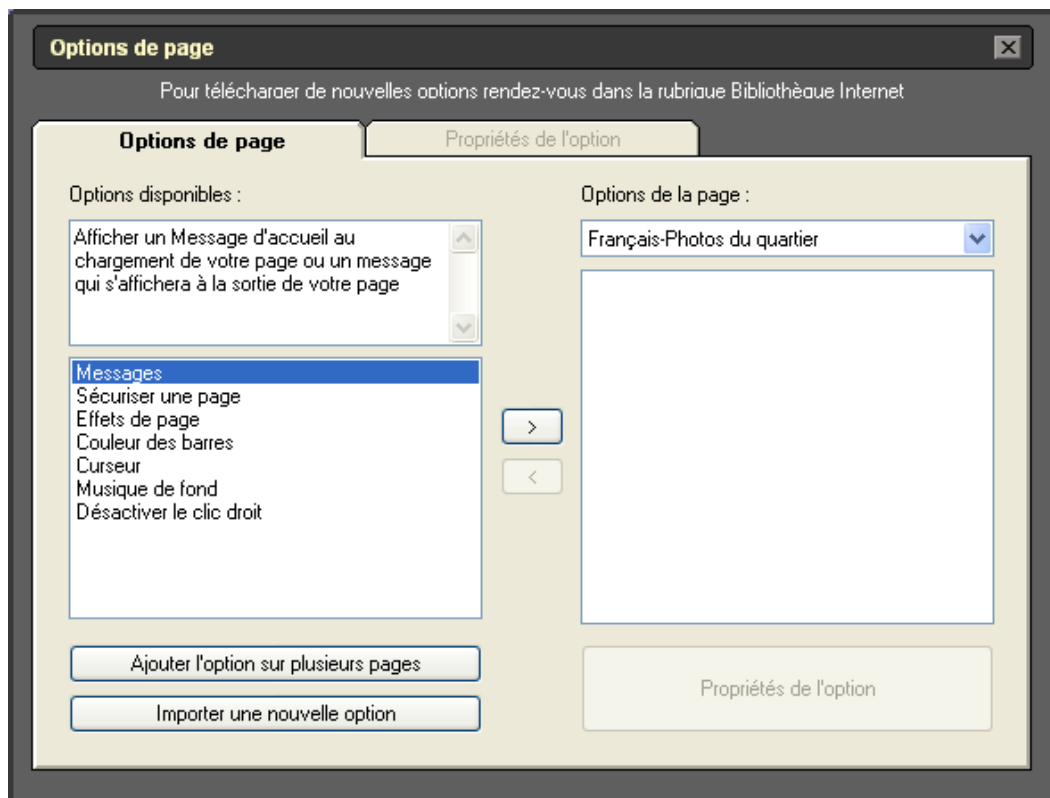 Options de page
Pour télécharger de nouvelles options rendez-vous dans la rubrique Bibliothèque Internet
Options de page
Propriétés de l'option
Options disponibles :
Afficher un Message d'accueil au
chargement de votre page ou un message
qui s'affichera à la sortie de votre page
Messages
Sécuriser une page
Effets de page
Couleur des barres
Curseur
Musique de fond
Désactiver le clic droit
>
<
Ajouter l'option sur plusieurs pages
Importer une nouvelle option
Options de la page :
Français-Photos du quartier
Propriétés de l'option